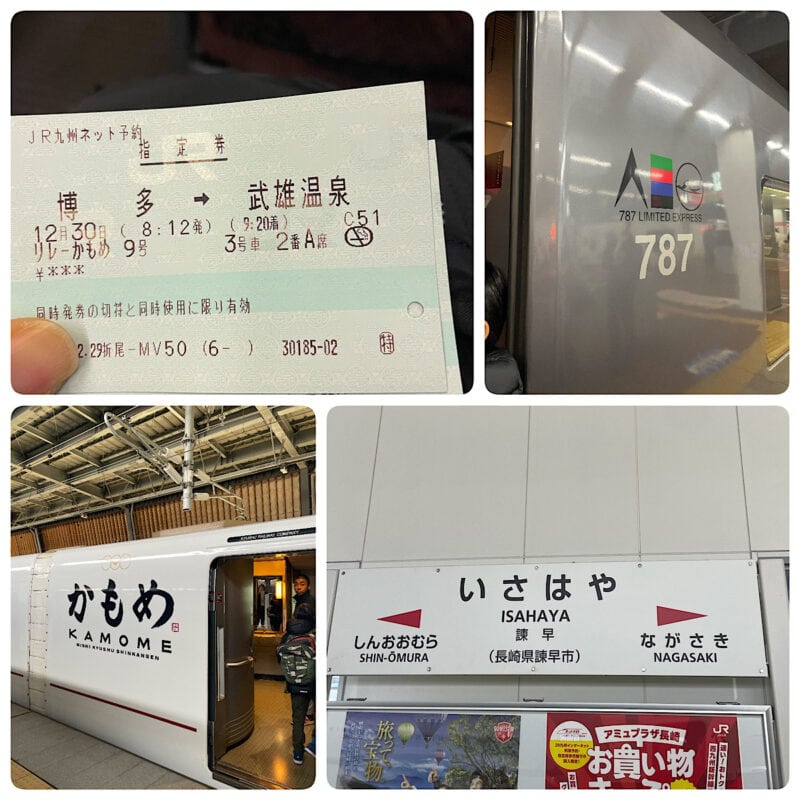 JR九州ネット予約
指定券
博多 → 武雄温泉
12月30日 ( 8:12発) ( 9:20着) C51
リレーかもめ 9号 3号車 2番A席
¥***
同時発券の切符と同時使用に限り有効
2.29折尾-MV50 (6- ) 30185-02 特
787 LIMITED EXPRESS
787
かもめ
KAMOME
NISHI KYUSHU SHINKANSEN
KYUSHU RAILWAY COMPANY
いさはや
ISAHAYA
諫早
(長崎県諫早市)
しんおおむら
SHIN-ŌMURA
ながさき
NAGASAKI
旅する宝物
アミュプラザ長崎
お買い物
JR